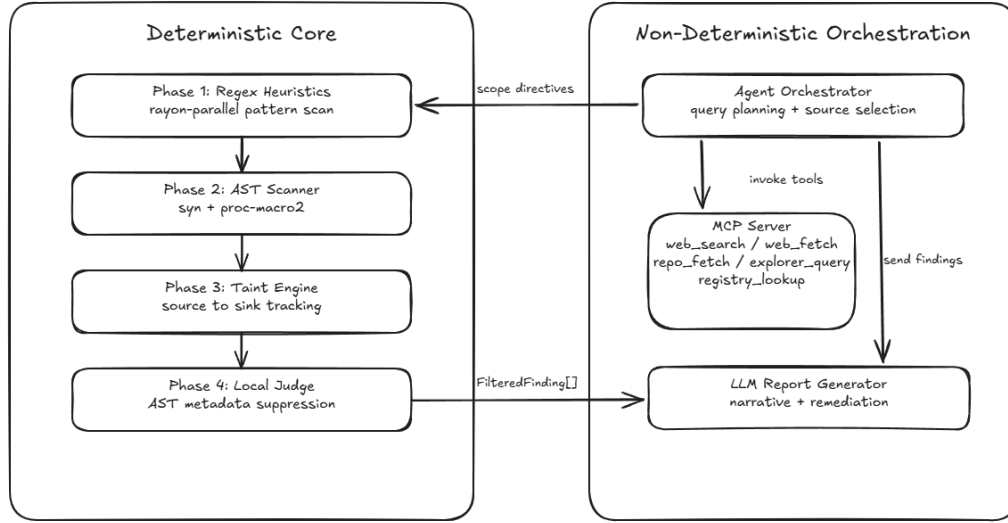 Deterministic Core
Phase 1: Regex Heuristics
rayon-parallel pattern scan
Phase 2: AST Scanner
syn + proc-macro2
Phase 3: Taint Engine
source to sink tracking
Phase 4: Local Judge
AST metadata suppression
scope directives
FilteredFinding[]
Non-Deterministic Orchestration
Agent Orchestrator
query planning + source selection
invoke tools
MCP Server
web_search / web_fetch
repo_fetch / explorer_query
registry_lookup
send findings
LLM Report Generator
narrative + remediation